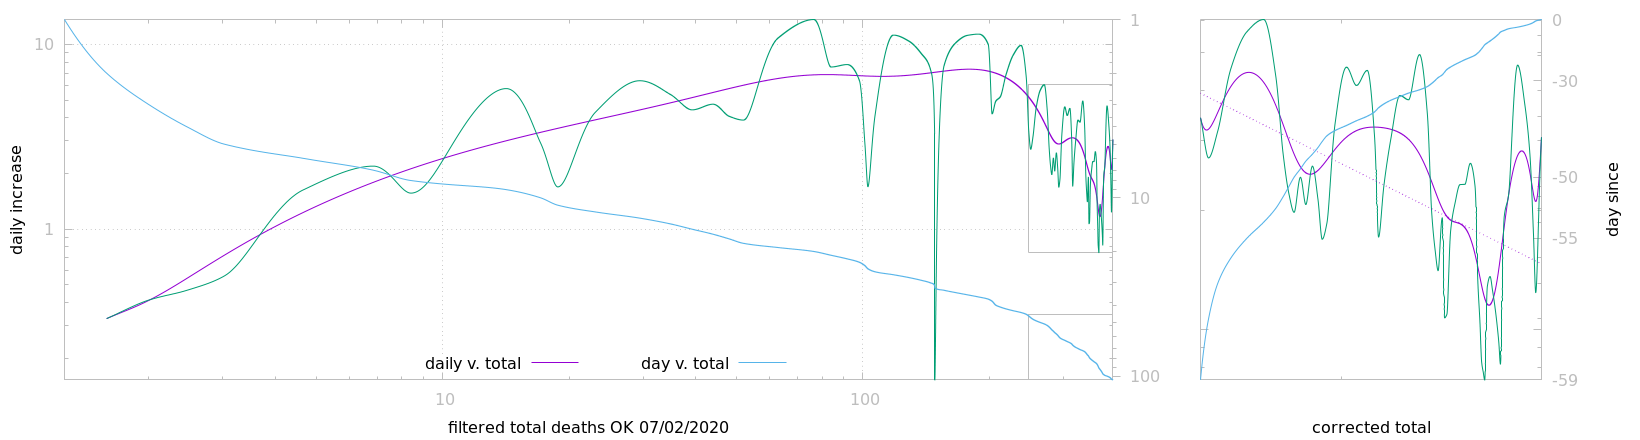 10
1
daily increase
daily v. total
day v. total
10
100
filtered total deaths OK 07/02/2020
1
10
100
0
-30
-50
-55
-59
day since
corrected total